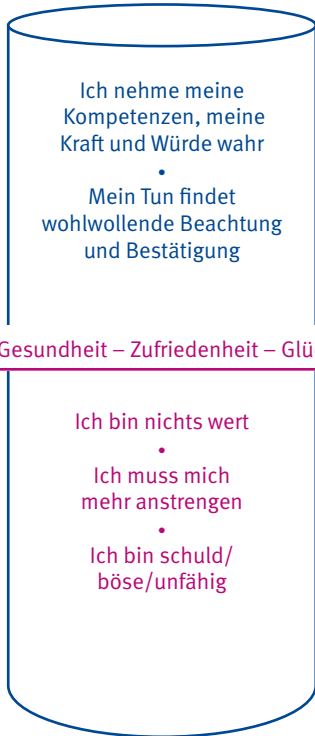 Ich nehme meine
Kompetenzen, meine
Kraft und Würde wahr
•
Mein Tun findet
wohlwollende Beachtung
und Bestätigung
Gesundheit – Zufriedenheit – Glü
Ich bin nichts wert
•
Ich muss mich
mehr anstrengen
•
Ich bin schuld/
böse/unfähig